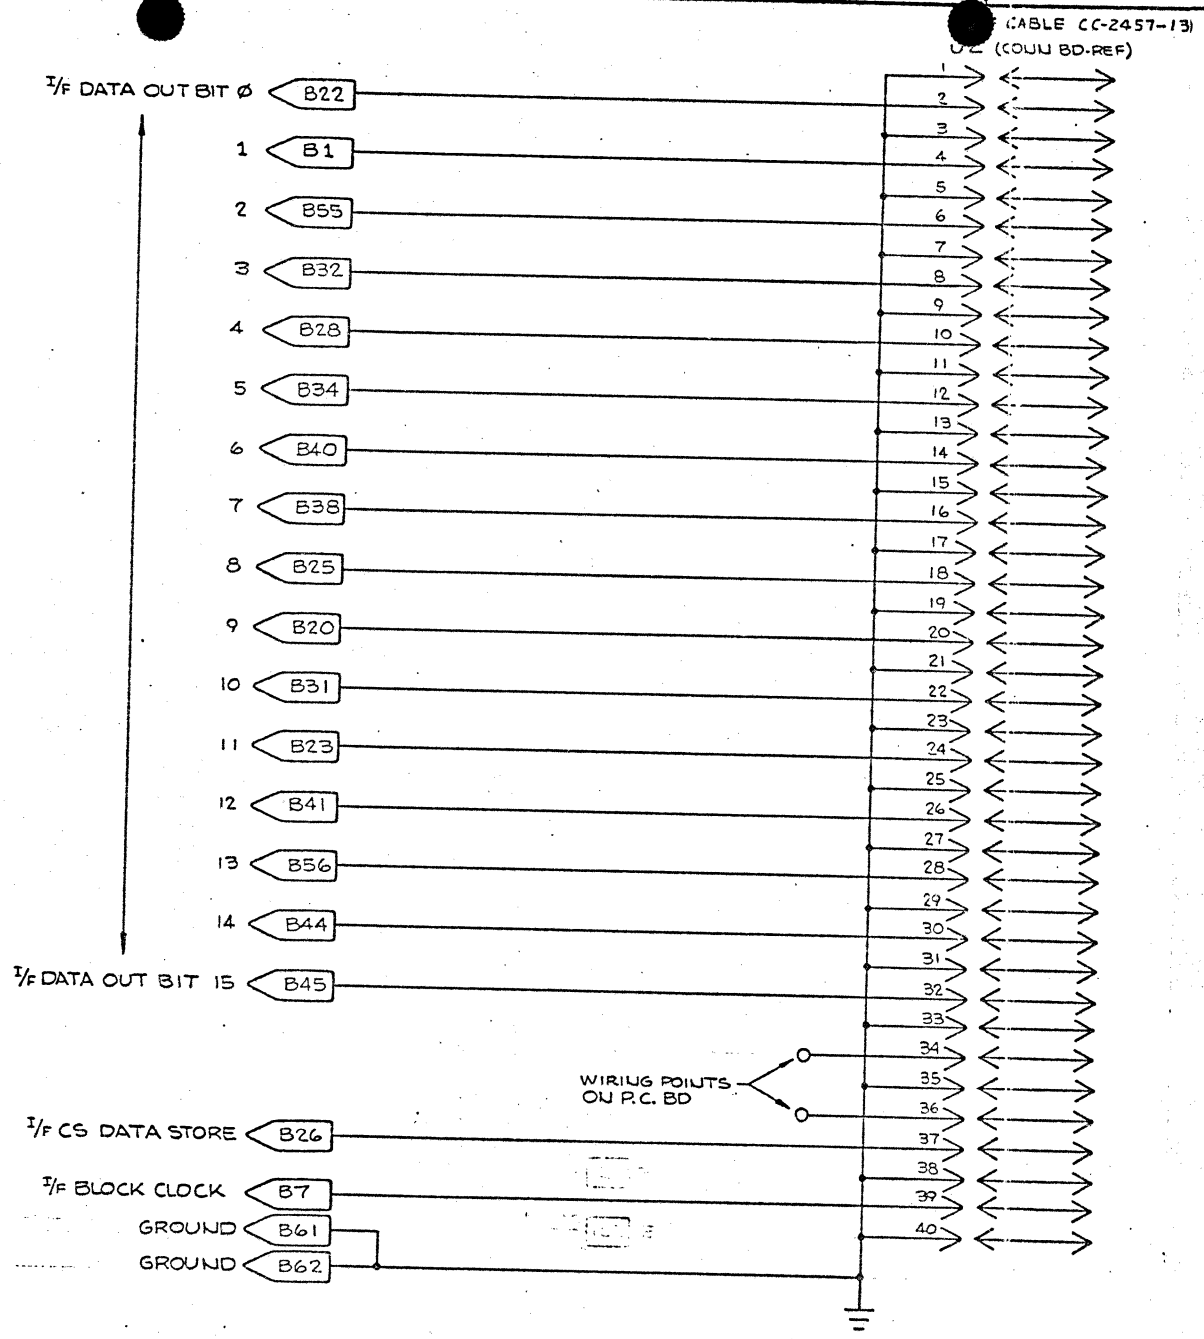 CABLE CC-2457-13)
(CONN BD-REF)
I/F DATA OUT BIT Ø B22
1 B1
2 B55
3 B32
4 B28
5 B34
6 B40
7 B38
8 B25
9 B20
10 B31
11 B23
12 B41
13 B56
14 B44
I/F DATA OUT BIT 15 B45
WIRING POINTS
ON P.C. BD
I/F CS DATA STORE B26
I/F BLOCK CLOCK B7
GROUND B61
GROUND B62
1
2
3
4
5
6
7
8
9
10
11
12
13
14
15
16
17
18
19
20
21
22
23
24
25
26
27
28
29
30
31
32
33
34
35
36
37
38
39
40